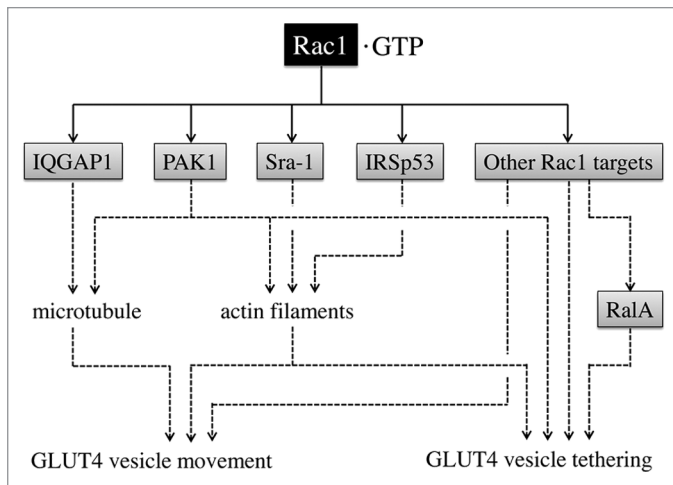 Rac1 · GTP
IQGAP1 PAK1 Sra-1 IRSp53 Other Rac1 targets
microtubule actin filaments RalA
GLUT4 vesicle movement GLUT4 vesicle tethering